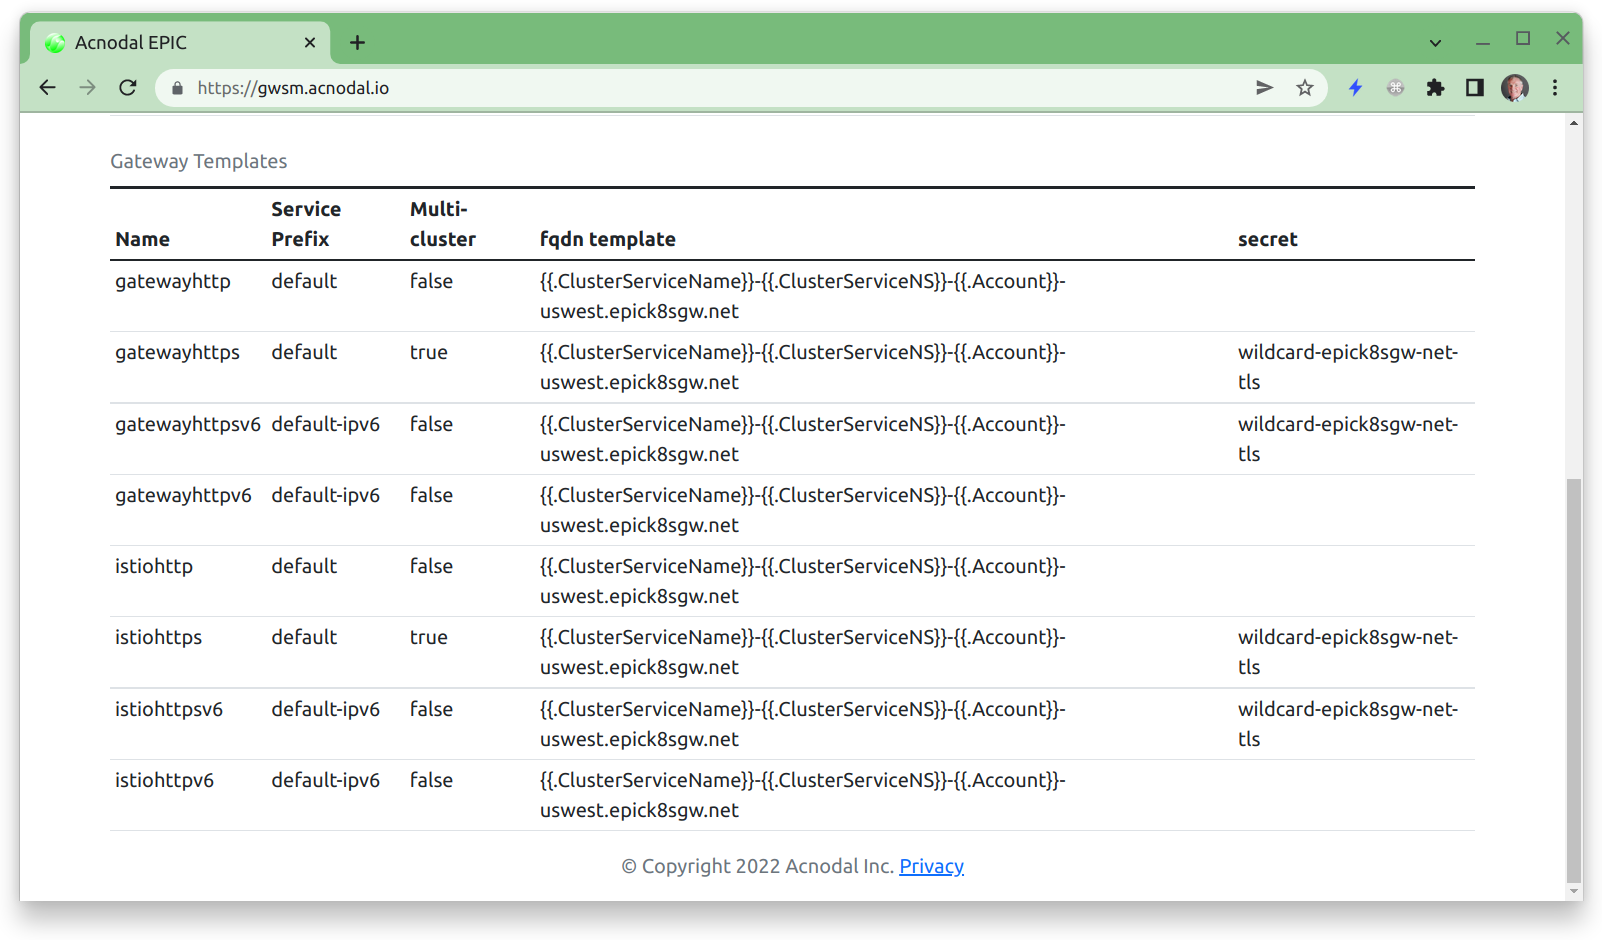 Acnodal EPIC
https://gwsm.acnodal.io
Gateway Templates
Name Service Prefix Multi-cluster fqdn template secret
gatewayhttp default false {{.ClusterServiceName}}-{{.ClusterServiceNS}}-{{.Account}}-
uswest.epick8sgw.net
gatewayhttps default true {{.ClusterServiceName}}-{{.ClusterServiceNS}}-{{.Account}}- wildcard-epick8sgw-net-
uswest.epick8sgw.net tls
gatewayhttpsv6 default-ipv6 false {{.ClusterServiceName}}-{{.ClusterServiceNS}}-{{.Account}}- wildcard-epick8sgw-net-
uswest.epick8sgw.net tls
gatewayhttpv6 default-ipv6 false {{.ClusterServiceName}}-{{.ClusterServiceNS}}-{{.Account}}-
uswest.epick8sgw.net
istiohttp default false {{.ClusterServiceName}}-{{.ClusterServiceNS}}-{{.Account}}-
uswest.epick8sgw.net
istiohttps default true {{.ClusterServiceName}}-{{.ClusterServiceNS}}-{{.Account}}- wildcard-epick8sgw-net-
uswest.epick8sgw.net tls
istiohttpsv6 default-ipv6 false {{.ClusterServiceName}}-{{.ClusterServiceNS}}-{{.Account}}- wildcard-epick8sgw-net-
uswest.epick8sgw.net tls
istiohttpv6 default-ipv6 false {{.ClusterServiceName}}-{{.ClusterServiceNS}}-{{.Account}}-
uswest.epick8sgw.net
© Copyright 2022 Acnodal Inc. Privacy